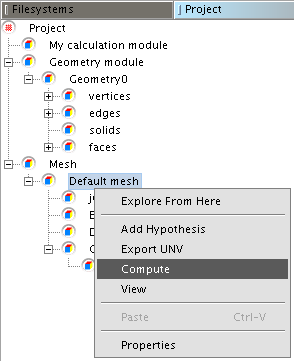 Filesystems Project
Project
My calculation module
Geometry module
Geometry0
vertices
edges
solids
faces
Mesh
Default mesh
Explore From Here
Add Hypothesis
Export UNV
Compute
View
Paste Ctrl-V
Properties